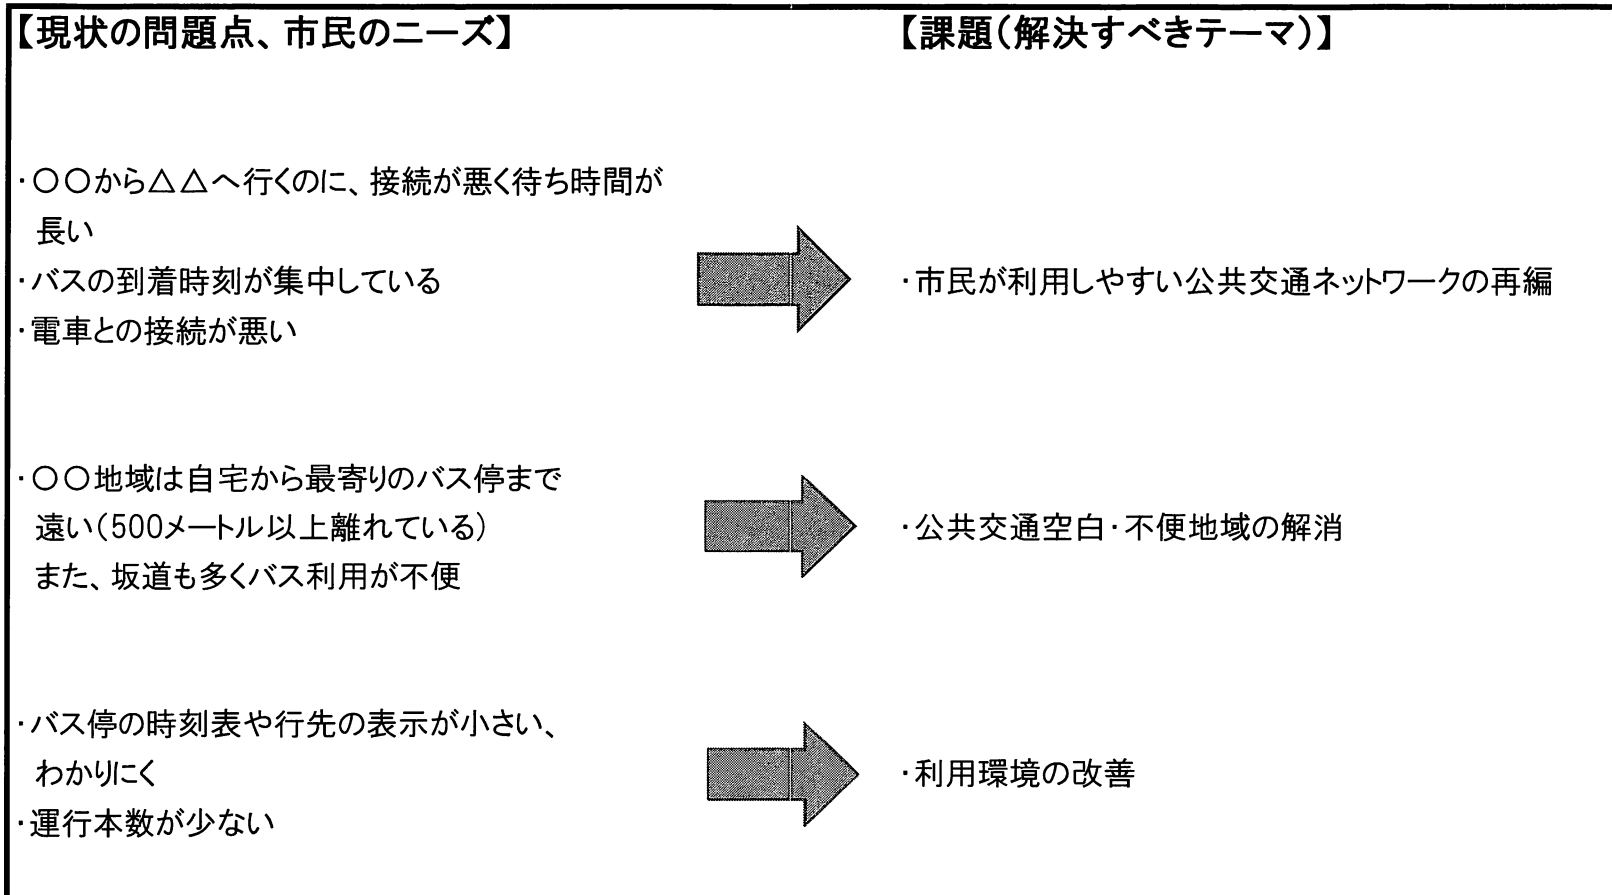 【現状の問題点、市民のニーズ】
【課題（解決すべきテーマ）】
・〇〇から△△へ行くのに、接続が悪く待ち時間が
長い
・バスの到着時刻が集中している
・電車との接続が悪い
・市民が利用しやすい公共交通ネットワークの再編
・〇〇地域は自宅から最寄りのバス停まで
遠い（500メートル以上離れている）
また、坂道も多くバス利用が不便
・公共交通空白・不便地域の解消
・バス停の時刻表や行先の表示が小さい、
わかりにく
・運行本数が少ない
・利用環境の改善